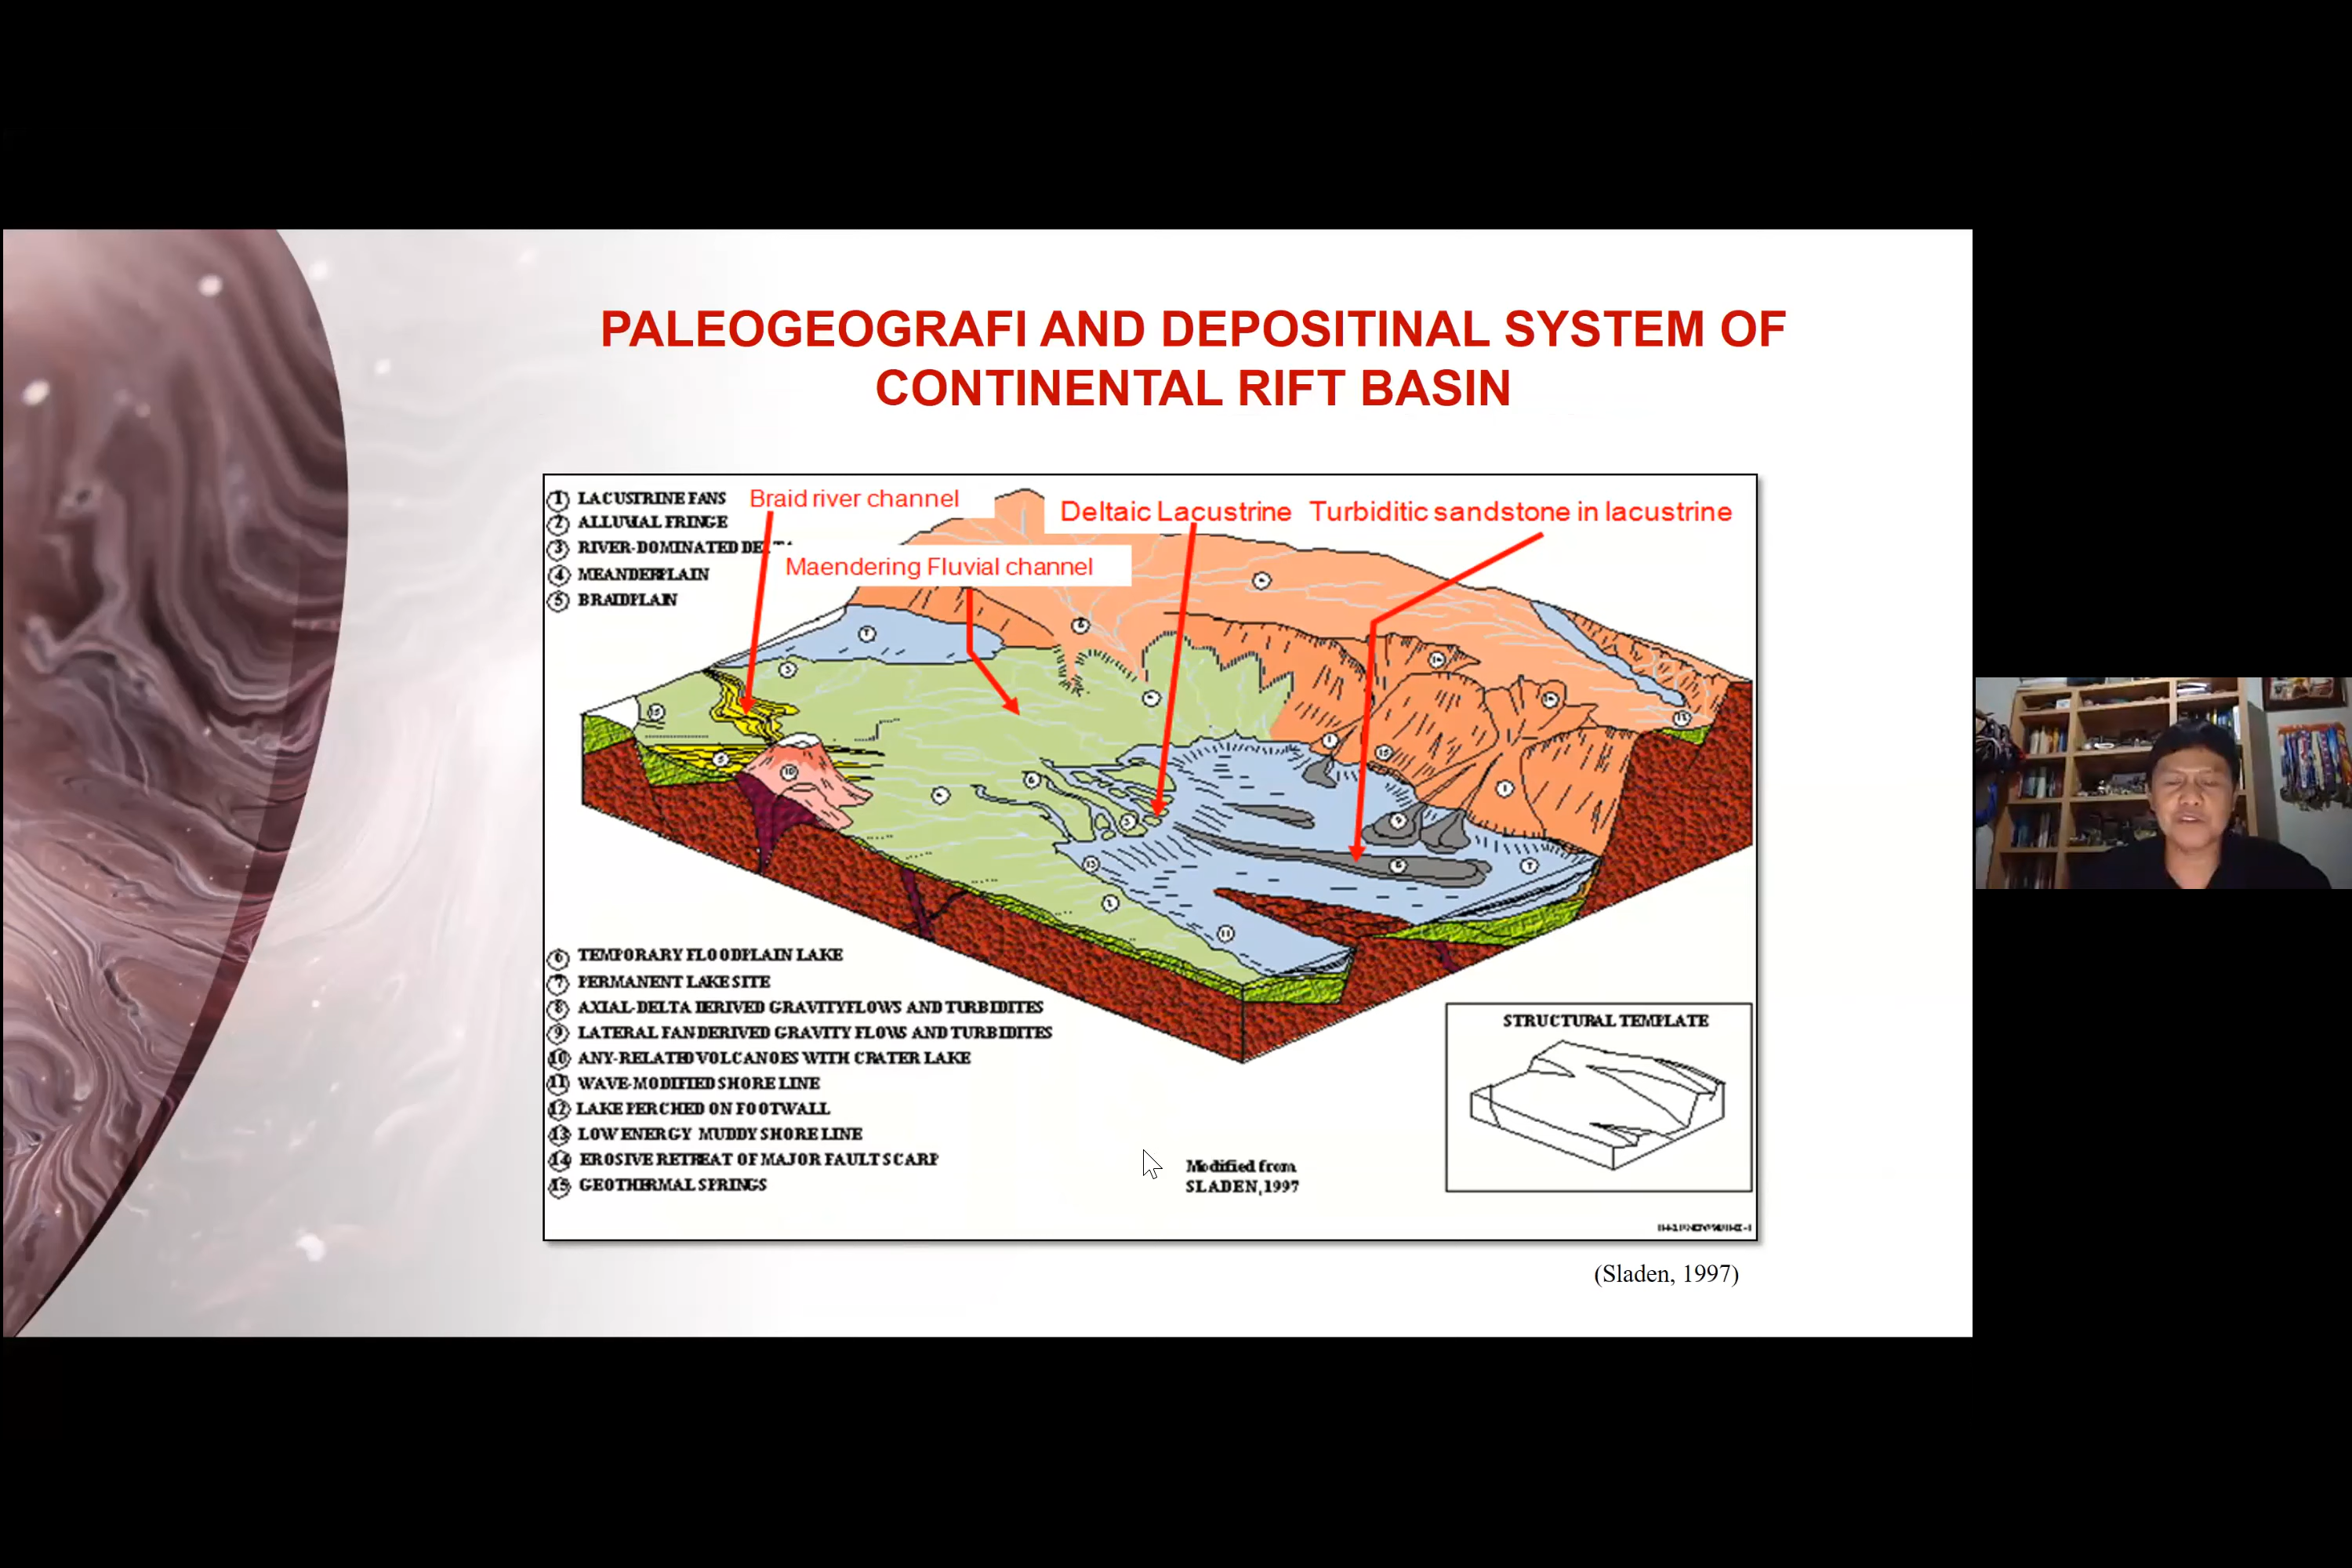 PALEOGEOGRAFI AND DEPOSITINAL SYSTEM OF
CONTINENTAL RIFT BASIN
1 LACUSTRINE FANS
2 ALLUVIAL FRINGE
3 RIVER-DOMINATED
4 MEANDERPLAIN
5 BRAIDPLAIN
Braid river channel
Maendering Fluvial channel
Deltaic Lacustrine
Turbiditic sandstone in lacustrine
6 TEMPORARY FLOODPLAIN LAKE
7 PERMANENT LAKE SITE
8 AXIAL-DELTA DERIVED GRAVITYFLOWS AND TURBIDITES
9 LATERAL FAN DERIVED GRAVITY FLOWS AND TURBIDITES
10 ANY-RELATED VOLCANOES WITH CRATER LAKE
11 WAVE-MODIFIED SHORE LINE
12 LAKE PERCHED ON FOOTWALL
13 LOW ENERGY MUDDY SHORE LINE
14 EROSIVE RETREAT OF MAJOR FAULT SCARP
15 GEOTHERMAL SPRINGS
Modified from
SLADEN, 1997
STRUCTURAL TEMPLATE
(Sladen, 1997)